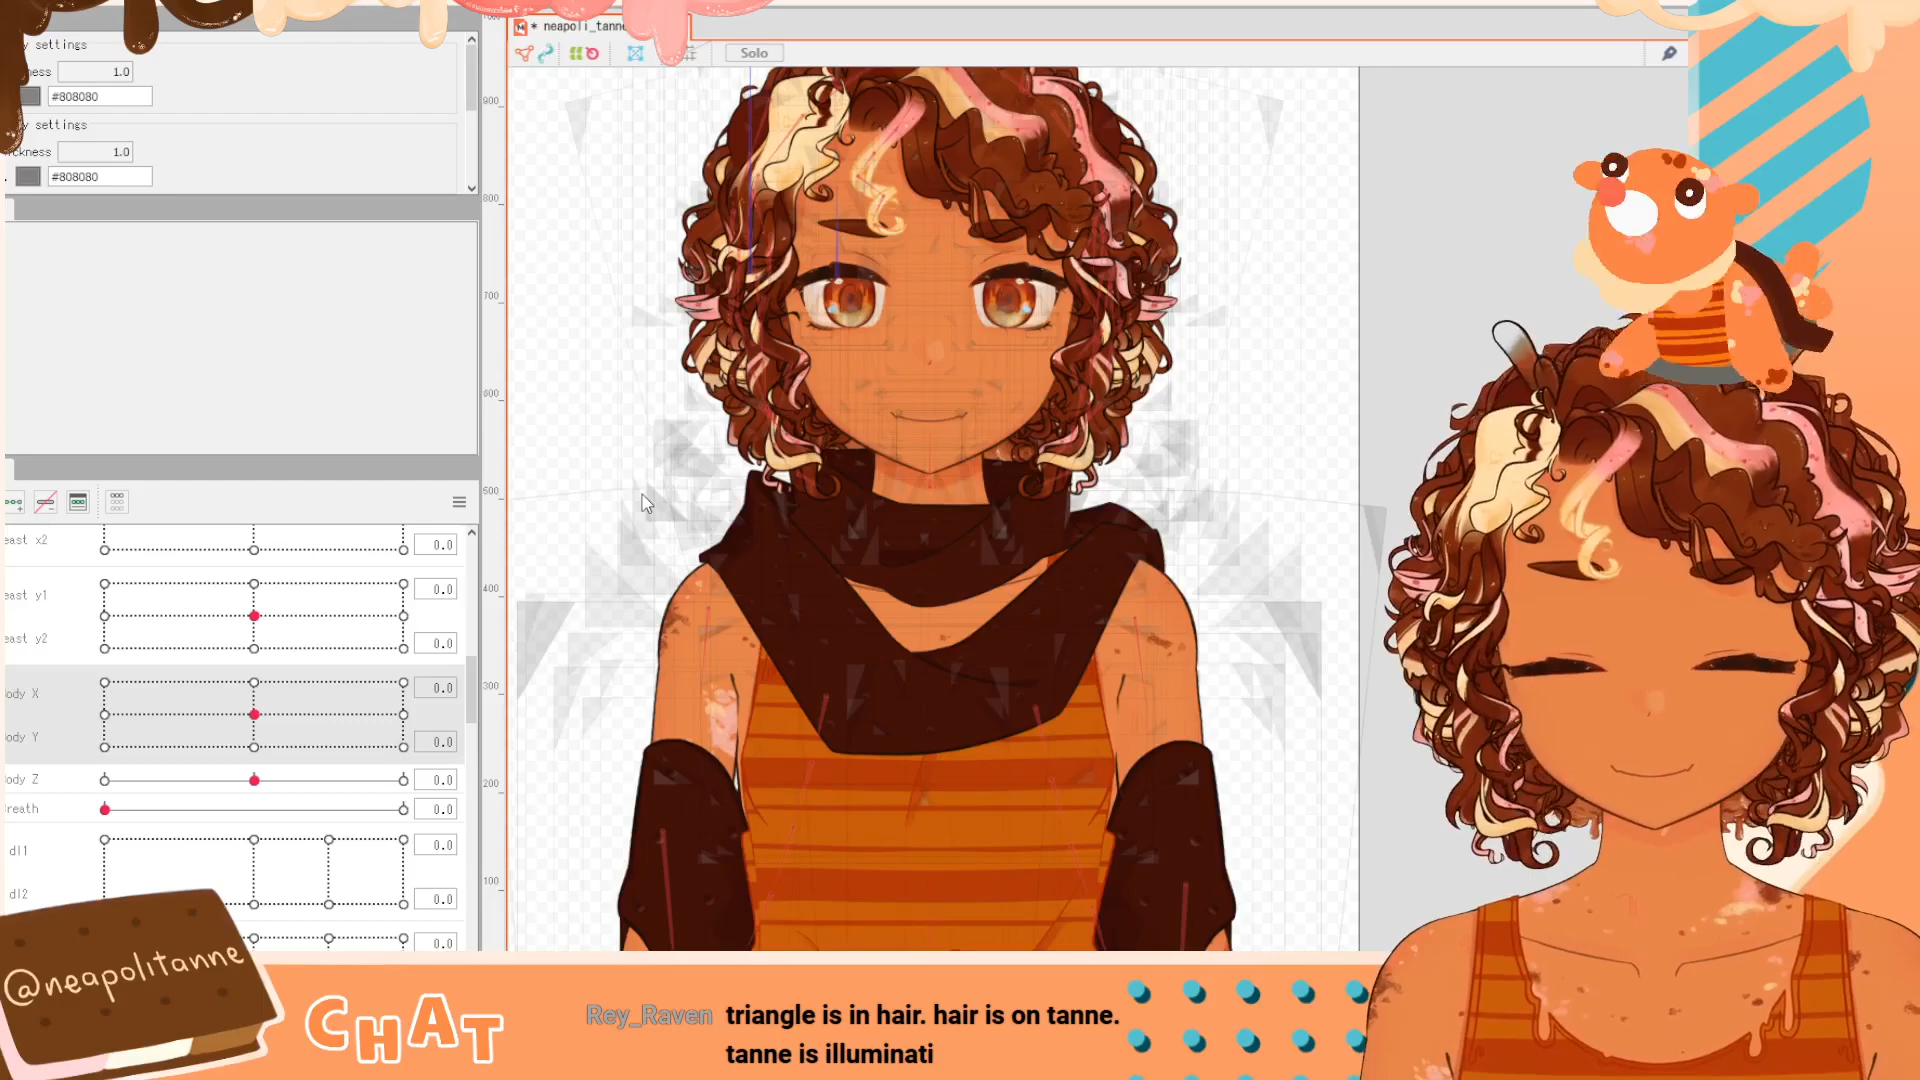 y settings
ness 1.0
#808080
y settings
ckness 1.0
#808080
* neapoli_tanne
Solo
900
800
700
600
500
400
300
200
100
east x2 0.0
east y1 0.0
east y2 0.0
ody X 0.0
ody Y 0.0
ody Z 0.0
reath 0.0
dl1 0.0
dl2 0.0
0.0
@neapolitanne
CHAT
Rey_Raven triangle is in hair. hair is on tanne.
tanne is illuminati